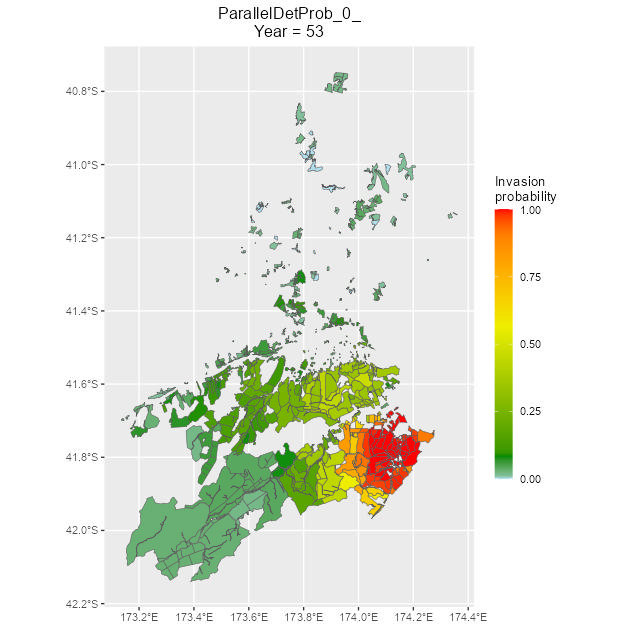 ParallelDetProb_0_
Year = 53
40.8°S
41.0°S
41.2°S
41.4°S
41.6°S
41.8°S
42.0°S
42.2°S
173.2°E
173.4°E
173.6°E
173.8°E
174.0°E
174.2°E
174.4°E
Invasion
probability
1.00
0.75
0.50
0.25
0.00